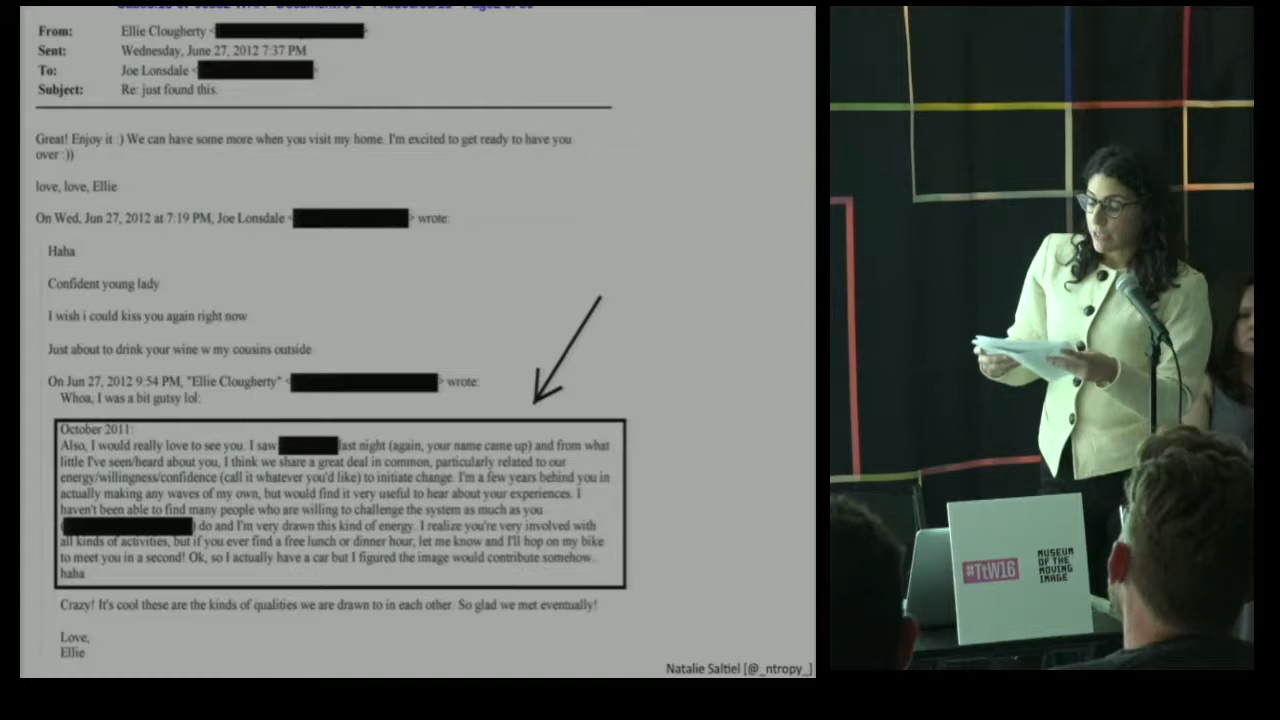 From: Ellie Clougherty <
Sent: Wednesday, June 27, 2012 7:37 PM
To: Joe Lonsdale <
Subject: Re: just found this.
Great! Enjoy it :) We can have some more when you visit my home. I'm excited to get ready to have you
over :))
love, love, Ellie
On Wed, Jun 27, 2012 at 7:19 PM, Joe Lonsdale < > wrote:
Haha
Confident young lady
I wish i could kiss you again right now
Just about to drink your wine w my cousins outside
On Jun 27, 2012 9:54 PM, "Ellie Clougherty" < > wrote:
Whoa, I was a bit gutsy lol:
October 2011:
Also, I would really love to see you. I saw last night (again, your name came up) and from what
little I've seen/heard about you, I think we share a great deal in common, particularly related to our
energy/willingness/confidence (call it whatever you'd like) to initiate change. I'm a few years behind you in
actually making any waves of my own, but would find it very useful to hear about your experiences. I
haven't been able to find many people who are willing to challenge the system as much as you
( ) do and I'm very drawn this kind of energy. I realize you're very involved with
all kinds of activities, but if you ever find a free lunch or dinner hour, let me know and I'll hop on my bike
to meet you in a second! Ok, so I actually have a car but I figured the image would contribute somehow.
haha
Crazy! It's cool these are the kinds of qualities we are drawn to in each other. So glad we met eventually!
Love,
Ellie
Natalie Saltiel [@_ntropy_]
#TtW16
MUSEUM
OF THE
MOVING
IMAGE